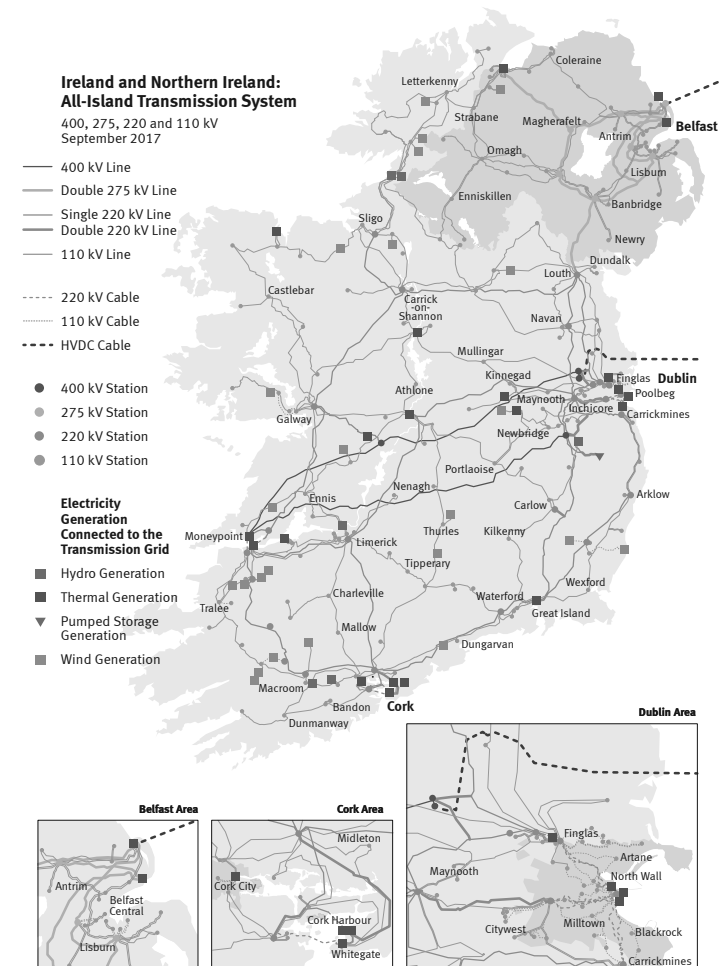 Ireland and Northern Ireland:
All-Island Transmission System
400, 275, 220 and 110 kV
September 2017
400 kV Line
Double 275 kV Line
Single 220 kV Line
Double 220 kV Line
110 kV Line
220 kV Cable
110 kV Cable
HVDC Cable
400 kV Station
275 kV Station
220 kV Station
110 kV Station
Electricity
Generation
Connected to the
Transmission Grid
Hydro Generation
Thermal Generation
Pumped Storage
Generation
Wind Generation
Coleraine
Letterkenny
Strabane
Magherafelt
Belfast
Antrim
Omagh
Lisburn
Enniskillen
Banbridge
Sligo
Newry
Dundalk
Louth
Castlebar
Carrick
-on-
Shannon
Navan
Mullingar
Kinnegad
Finglas
Dublin
Athlone
Maynooth
Poolbeg
Inchicore
Carrickmines
Galway
Newbridge
Portlaoise
Nenagh
Arklow
Ennis
Carlow
Moneypoint
Limerick
Thurles
Kilkenny
Tipperary
Wexford
Tralee
Charleville
Waterford
Great Island
Mallow
Dungarvan
Macroom
Bandon
Cork
Dunmanway
Dublin Area
Finglas
Artane
Maynooth
North Wall
Citywest
Milltown
Blackrock
Carrickmines
Belfast Area
Antrim
Belfast
Central
Lisburn
Cork Area
Midleton
Cork City
Cork Harbour
Whitegate